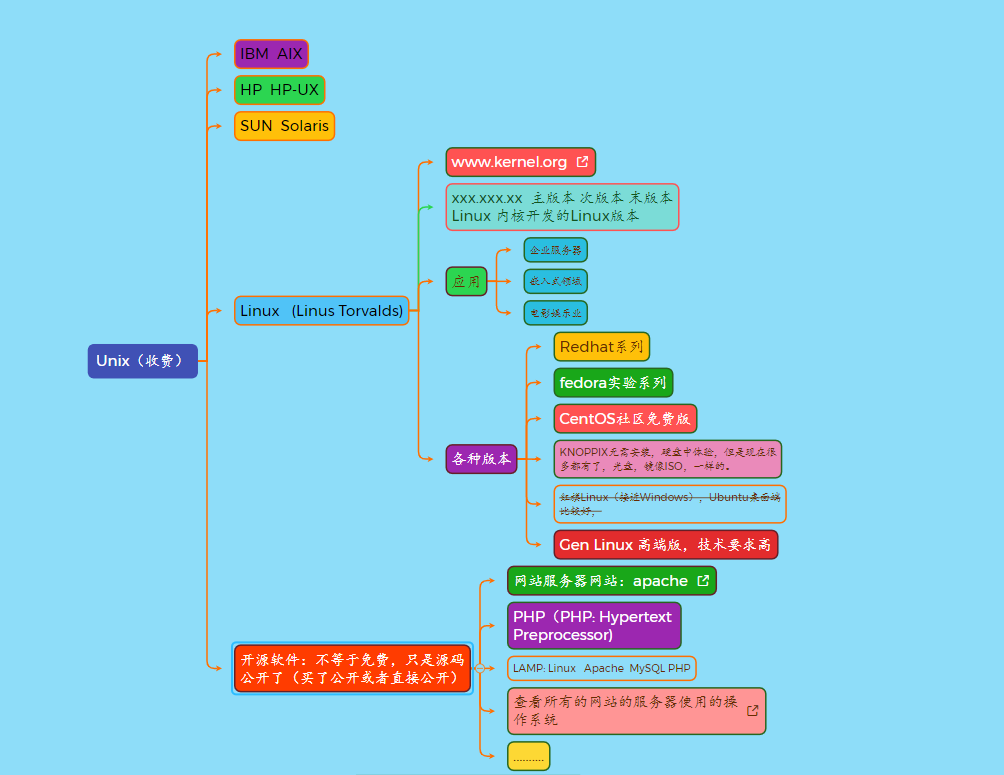 IBM  AIX
HP  HP-UX
SUN  Solaris
www.kernel.org
xxx.xxx.xx  主版本 次版本 末版本
Linux 内核开发的Linux版本
企业服务器
应用
嵌入式领域
Linux   (Linus Torvalds)
电影娱乐业
Redhat系列
Unix（收费）
fedora实验系列
CentOS社区免费版
各种版本
KNOPPIX无需安装，硬盘中体验，但是现在很
多都有了，光盘，镜像ISO，一样的。
红旗Linux（接近Windows），Ubuntu桌面端
比较好，
Gen Linux 高端版，技术要求高
网站服务器网站：apache
PHP（PHP: Hypertext
Preprocessor)
开源软件：不等于免费，只是源码
公开了（买了公开或者直接公开）
LAMP: Linux   Apache  MySQL PHP
查看所有的网站的服务器使用的操
作系统
..........